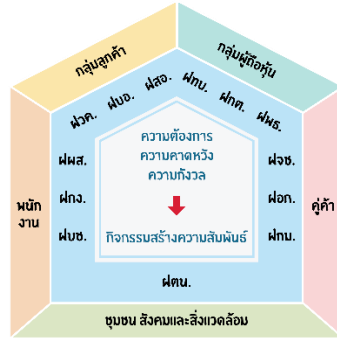 กลุ่มลูกค้า
กลุ่มผู้ถือหุ้น
ฝวค.
ฝบอ.
ฝสอ.
ฝทบ.
ฝกต.
ฝพธ.
ฝผส.
ฝกง.
ฝบช.
ฝจช.
ฝอก.
ฝกม.
ฝตน.
ความต้องการ
ความคาดหวัง
ความกังวล
กิจกรรมสร้างความสัมพันธ์
พนัก
งาน
คู่ค้า
ชุมชน สังคมและสิ่งแวดล้อม